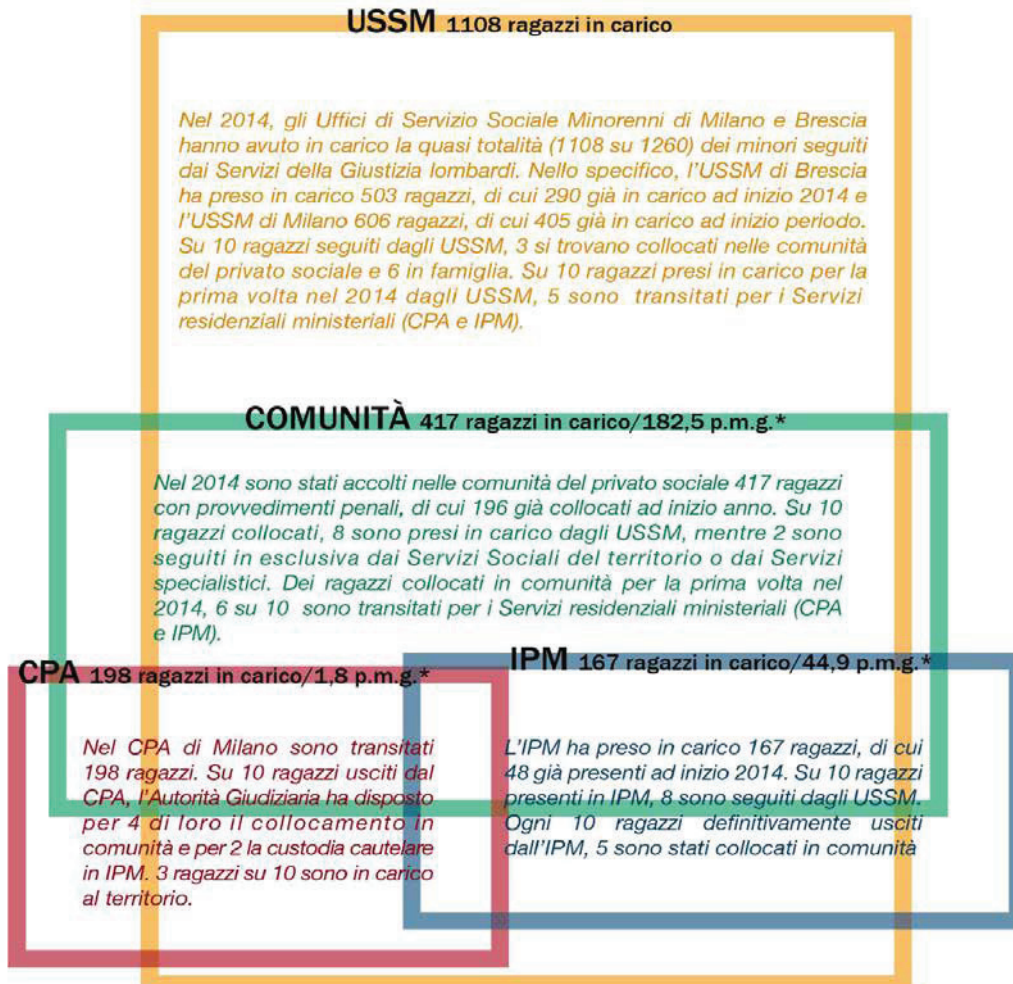 USSM 1108 ragazzi in carico
Nel 2014, gli Uffici di Servizio Sociale Minorenni di Milano e Brescia
hanno avuto in carico la quasi totalità (1108 su 1260) dei minori seguiti
dai Servizi della Giustizia lombardi. Nello specifico, l'USSM di Brescia
ha preso in carico 503 ragazzi, di cui 290 già in carico ad inizio 2014 e
l'USSM di Milano 606 ragazzi, di cui 405 già in carico ad inizio periodo.
Su 10 ragazzi seguiti dagli USSM, 3 si trovano collocati nelle comunità
del privato sociale e 6 in famiglia. Su 10 ragazzi presi in carico per la
prima volta nel 2014 dagli USSM, 5 sono transitati per i Servizi
residenziali ministeriali (CPA e IPM).
COMUNITÀ 417 ragazzi in carico/182,5 p.m.g.*
Nel 2014 sono stati accolti nelle comunità del privato sociale 417 ragazzi
con provvedimenti penali, di cui 196 già collocati ad inizio anno. Su 10
ragazzi collocati, 8 sono presi in carico dagli USSM, mentre 2 sono
seguiti in esclusiva dai Servizi Sociali del territorio o dai Servizi
specialistici. Dei ragazzi collocati in comunità per la prima volta nel
2014, 6 su 10 sono transitati per i Servizi residenziali ministeriali (CPA
e IPM).
CPA 198 ragazzi in carico/1,8 p.m.g.*
Nel CPA di Milano sono transitati
198 ragazzi. Su 10 ragazzi usciti dal
CPA, l'Autorità Giudiziaria ha disposto
per 4 di loro il collocamento in
comunità e per 2 la custodia cautelare
in IPM. 3 ragazzi su 10 sono in carico
al territorio.
IPM 167 ragazzi in carico/44,9 p.m.g.*
L'IPM ha preso in carico 167 ragazzi, di cui
48 già presenti ad inizio 2014. Su 10 ragazzi
presenti in IPM, 8 sono seguiti dagli USSM.
Ogni 10 ragazzi definitivamente usciti
dall'IPM, 5 sono stati collocati in comunità